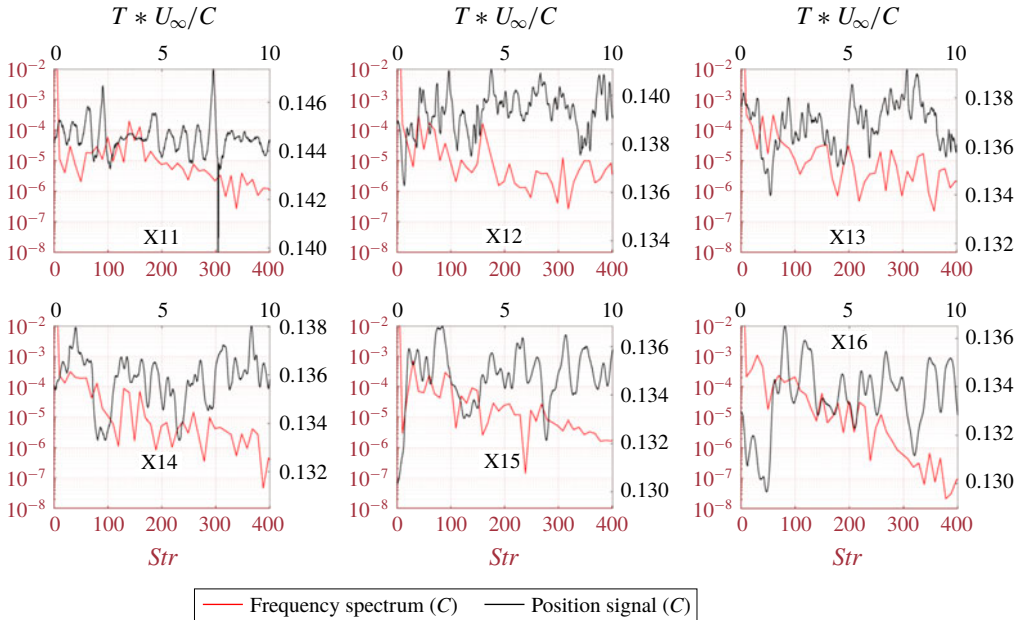 T * U∞/C T * U∞/C T * U∞/C
0 5 10 0 5 10 0 5 10
10⁻² 10⁻² 10⁻²
10⁻³ 0.146 10⁻³ 0.140 10⁻³ 0.138
10⁻⁴ 10⁻⁴ 0.138 10⁻⁴
10⁻⁵ 0.144 10⁻⁵ 10⁻⁵ 0.136
10⁻⁶ 0.142 10⁻⁶ 0.136 10⁻⁶ 0.134
10⁻⁷ 10⁻⁷ 10⁻⁷
X11 0.140 X12 0.134 X13 0.132
10⁻⁸ 10⁻⁸ 10⁻⁸
0 100 200 300 400 0 100 200 300 400 0 100 200 300 400
0 5 10 0 5 10 0 5 10
10⁻² 0.138 10⁻² 10⁻² 0.136
10⁻³ 10⁻³ 0.136 10⁻³ X16
10⁻⁴ 0.136 10⁻⁴ 0.134 10⁻⁴ 0.134
10⁻⁵ 0.134 10⁻⁵ 10⁻⁵
10⁻⁶ 10⁻⁶ 0.132 10⁻⁶ 0.132
X14 0.132 X15
10⁻⁷ 10⁻⁷ 0.130 10⁻⁷ 0.130
10⁻⁸ 10⁻⁸ 10⁻⁸
0 100 200 300 400 0 100 200 300 400 0 100 200 300 400
Str Str Str
Frequency spectrum (C) Position signal (C)